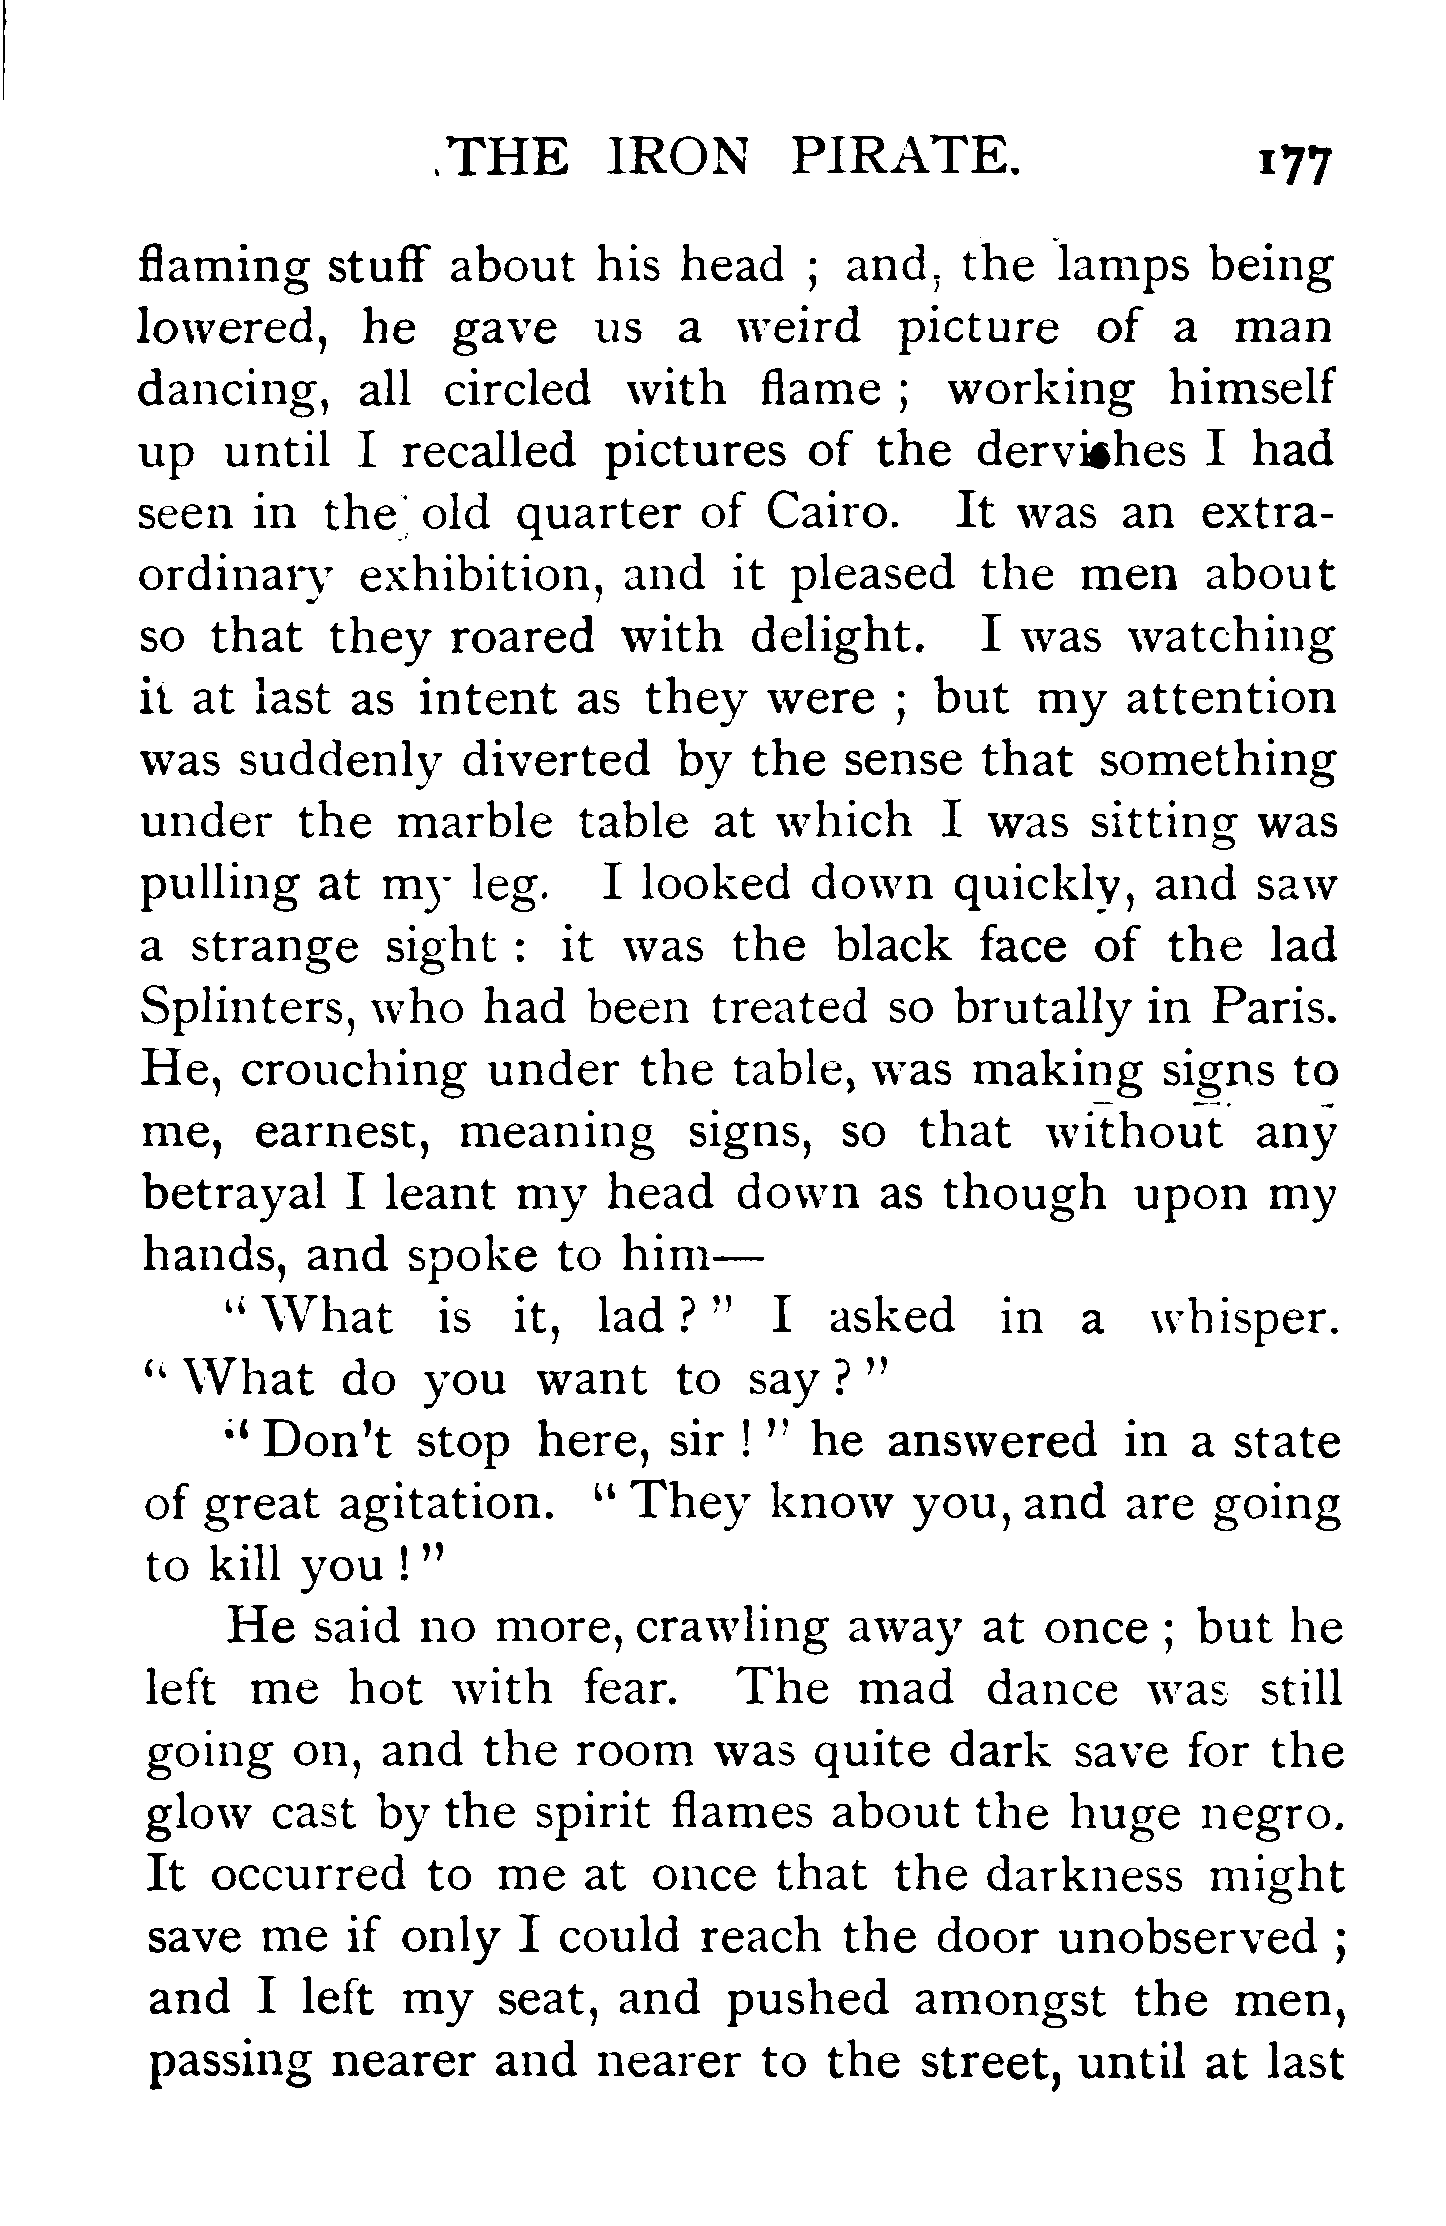 THE IRON PIRATE. 177
flaming stuff about his head ; and, the lamps being
lowered, he gave us a weird picture of a man
dancing, all circled with flame ; working himself
up until I recalled pictures of the dervishes I had
seen in the old quarter of Cairo. It was an extra-
ordinary exhibition, and it pleased the men about
so that they roared with delight. I was watching
it at last as intent as they were ; but my attention
was suddenly diverted by the sense that something
under the marble table at which I was sitting was
pulling at my leg. I looked down quickly, and saw
a strange sight : it was the black face of the lad
Splinters, who had been treated so brutally in Paris.
He, crouching under the table, was making signs to
me, earnest, meaning signs, so that without any
betrayal I leant my head down as though upon my
hands, and spoke to him—
“ What is it, lad ? ” I asked in a whisper.
“ What do you want to say ? ”
“ Don't stop here, sir ! ” he answered in a state
of great agitation. “ They know you, and are going
to kill you ! ”
He said no more, crawling away at once ; but he
left me hot with fear. The mad dance was still
going on, and the room was quite dark save for the
glow cast by the spirit flames about the huge negro.
It occurred to me at once that the darkness might
save me if only I could reach the door unobserved ;
and I left my seat, and pushed amongst the men,
passing nearer and nearer to the street, until at last